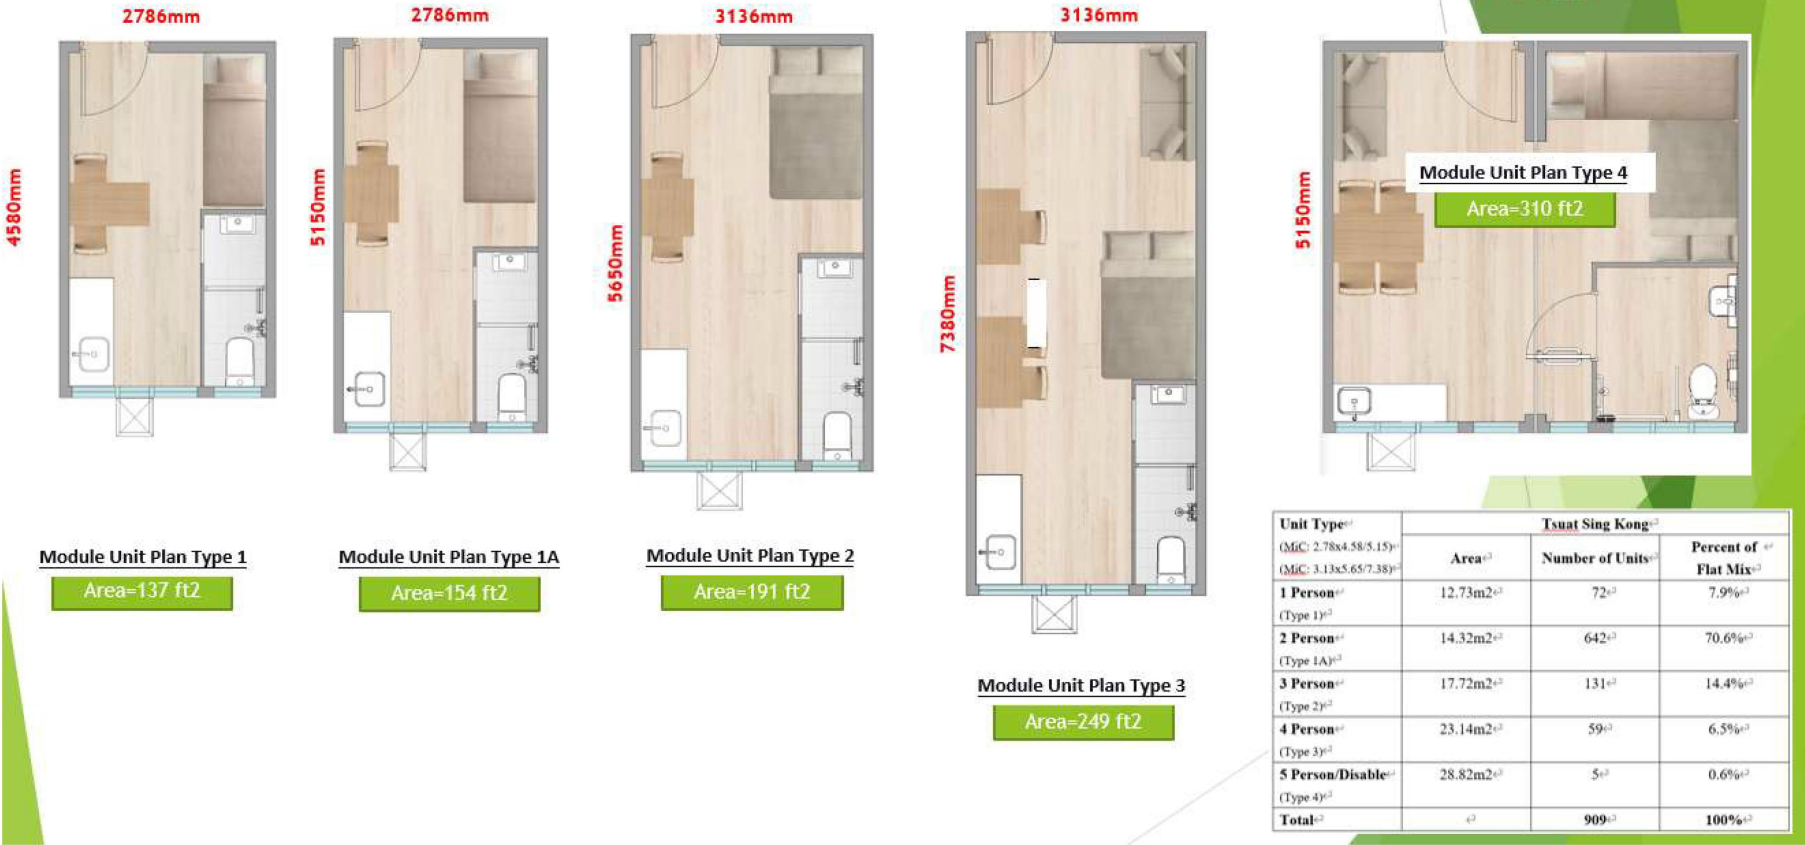 2786mm
2786mm
3136mm
3136mm
4580mm
5150mm
5650mm
7380mm
5150mm
Module Unit Plan Type 4
Area=310 ft2
Module Unit Plan Type 1
Area=137 ft2
Module Unit Plan Type 1A
Area=154 ft2
Module Unit Plan Type 2
Area=191 ft2
Module Unit Plan Type 3
Area=249 ft2
Unit Type
(MiC: 2.78x4.58/5.15)
(MiC: 3.13x5.65/7.38)
Tsuat Sing Kong
Area
Number of Units
Percent of
Flat Mix
1 Person
(Type 1)
12.73m2
72
7.9%
2 Person
(Type 1A)
14.32m2
642
70.6%
3 Person
(Type 2)
17.72m2
131
14.4%
4 Person
(Type 3)
23.14m2
59
6.5%
5 Person/Disable
(Type 4)
28.82m2
5
0.6%
Total
909
100%